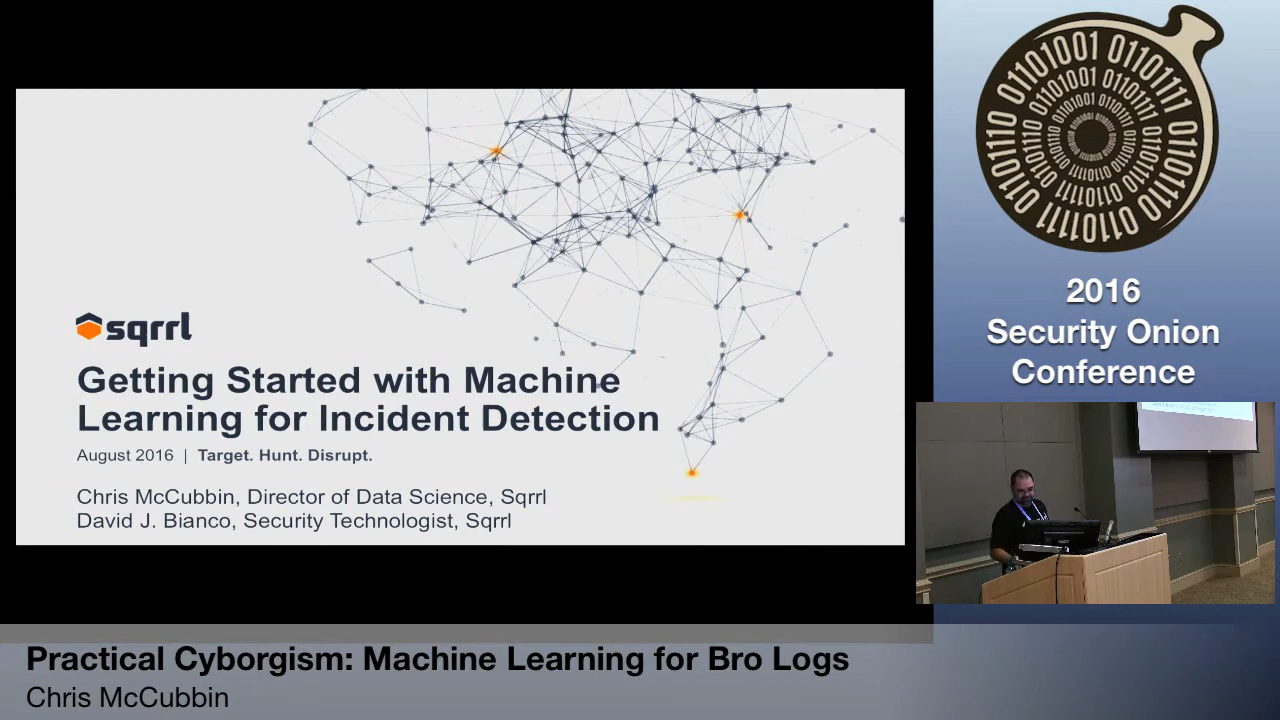 sqrrl
Getting Started with Machine
Learning for Incident Detection
August 2016 | Target. Hunt. Disrupt.
Chris McCubbin, Director of Data Science, Sqrrl
David J. Bianco, Security Technologist, Sqrrl
2016
Security Onion
Conference
Practical Cyborgism: Machine Learning for Bro Logs
Chris McCubbin